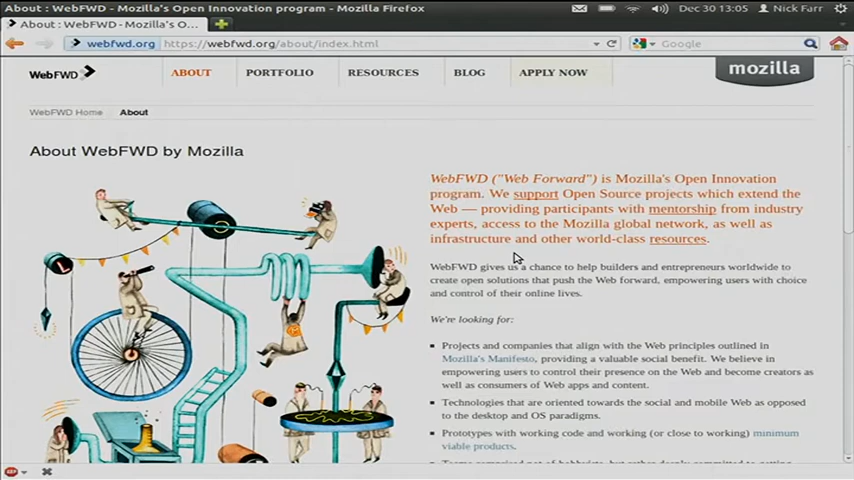 About : WebFWD - Mozilla's Open Innovation program - Mozilla Firefox
Dec 30 13:05
Nick Farr
About : WebFWD - Mozilla's O...
webfwd.org
https://webfwd.org/about/index.html
Google
WebFWD
ABOUT
PORTFOLIO
RESOURCES
BLOG
APPLY NOW
mozilla
WebFWD Home
About
About WebFWD by Mozilla
WebFWD ("Web Forward") is Mozilla's Open Innovation
program. We support Open Source projects which extend the
Web — providing participants with mentorship from industry
experts, access to the Mozilla global network, as well as
infrastructure and other world-class resources.
WebFWD gives us a chance to help builders and entrepreneurs worldwide to
create open solutions that push the Web forward, empowering users with choice
and control of their online lives.
We're looking for:
Projects and companies that align with the Web principles outlined in
Mozilla's Manifesto, providing a valuable social benefit. We believe in
empowering users to control their presence on the Web and become creators as
well as consumers of Web apps and content.
Technologies that are oriented towards the social and mobile Web as opposed
to the desktop and OS paradigms.
Prototypes with working code and working (or close to working) minimum
viable products.